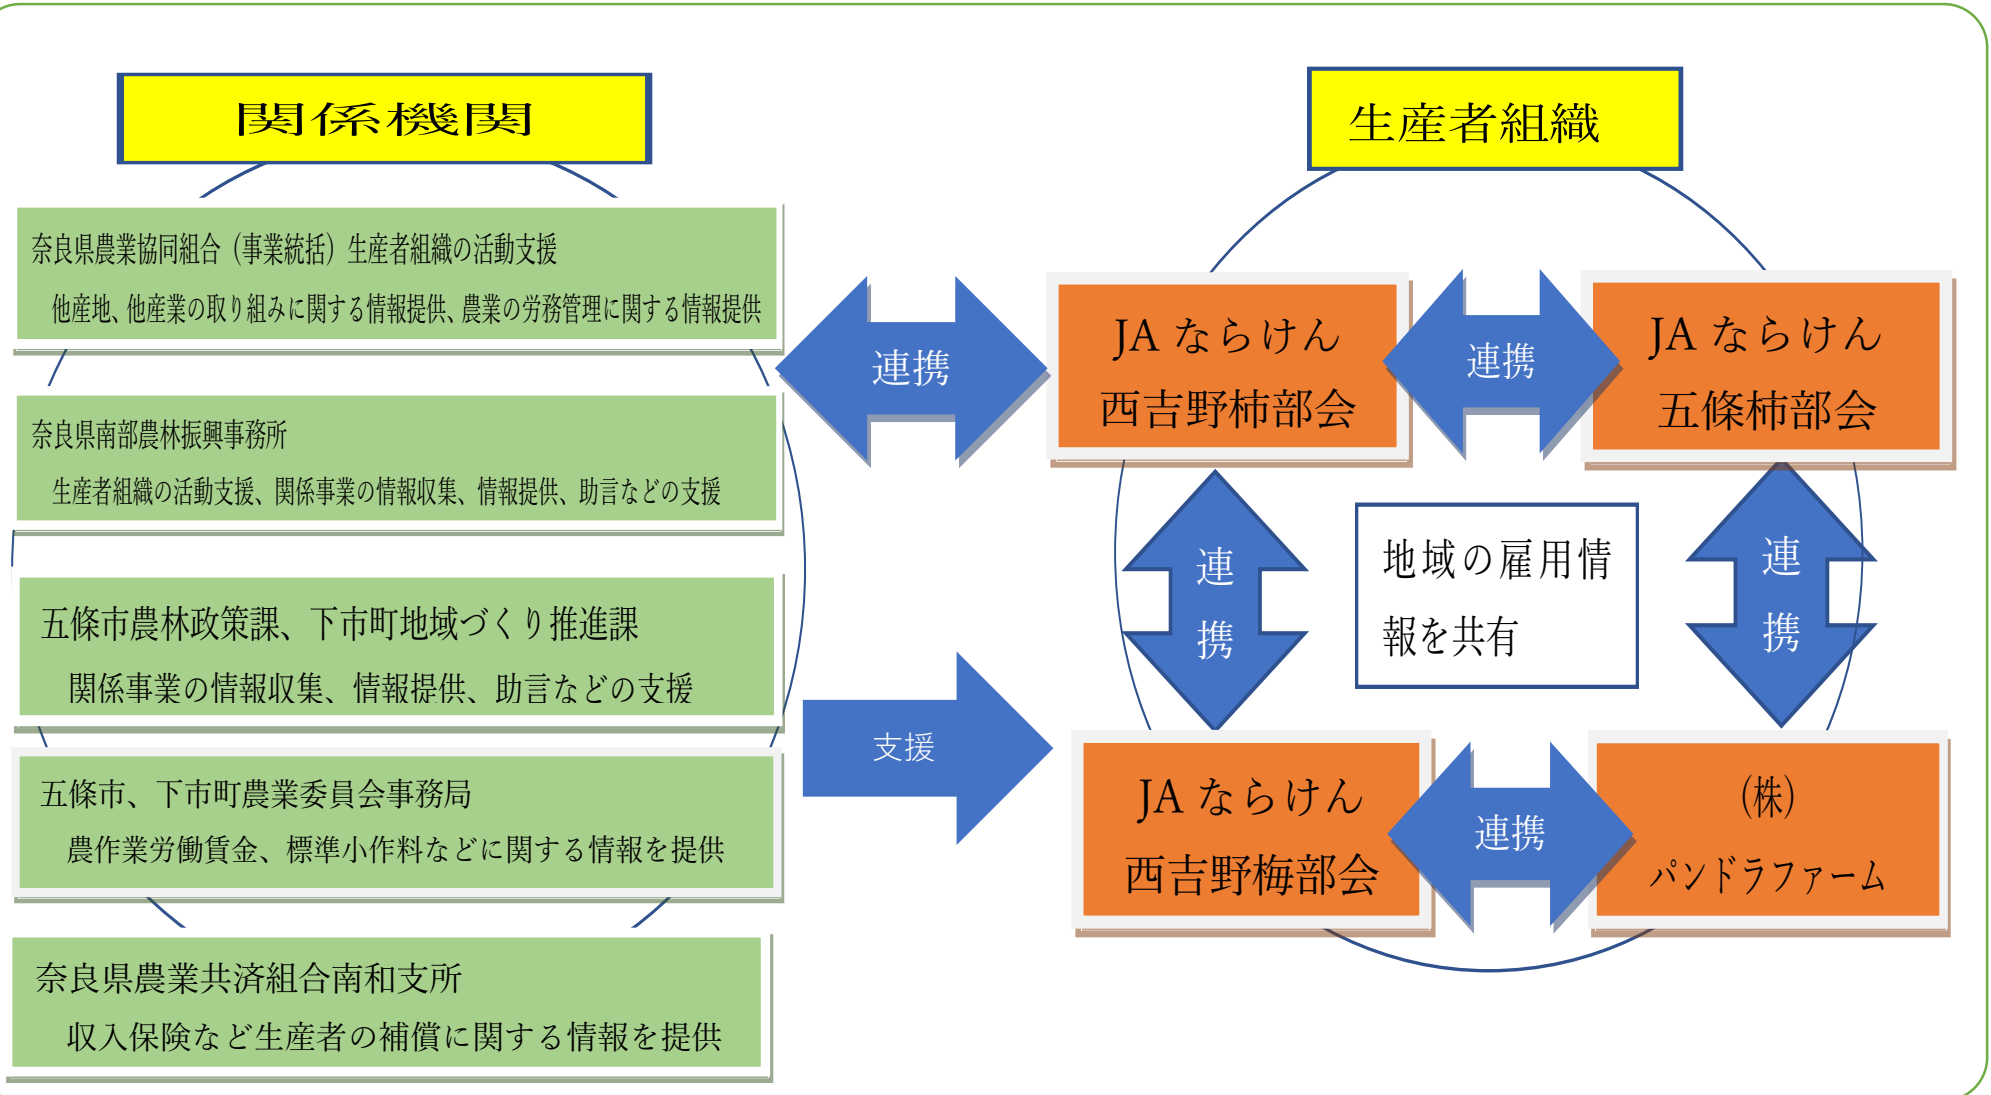 関係機関
奈良県農業協同組合（事業統括）生産者組織の活動支援
他産地、他産業の取り組みに関する情報提供、農業の労務管理に関する情報提供
奈良県南部農林振興事務所
生産者組織の活動支援、関係事業の情報収集、情報提供、助言などの支援
五條市農林政策課、下市町地域づくり推進課
関係事業の情報収集、情報提供、助言などの支援
五條市、下市町農業委員会事務局
農作業労働賃金、標準小作料などに関する情報を提供
奈良県農業共済組合南和支所
収入保険など生産者の補償に関する情報を提供
連携
支援
生産者組織
JA ならけん
西吉野柿部会
連携
JA ならけん
五條柿部会
連
携
地域の雇用情
報を共有
連
携
JA ならけん
西吉野梅部会
連携
（株）
パンドラファーム